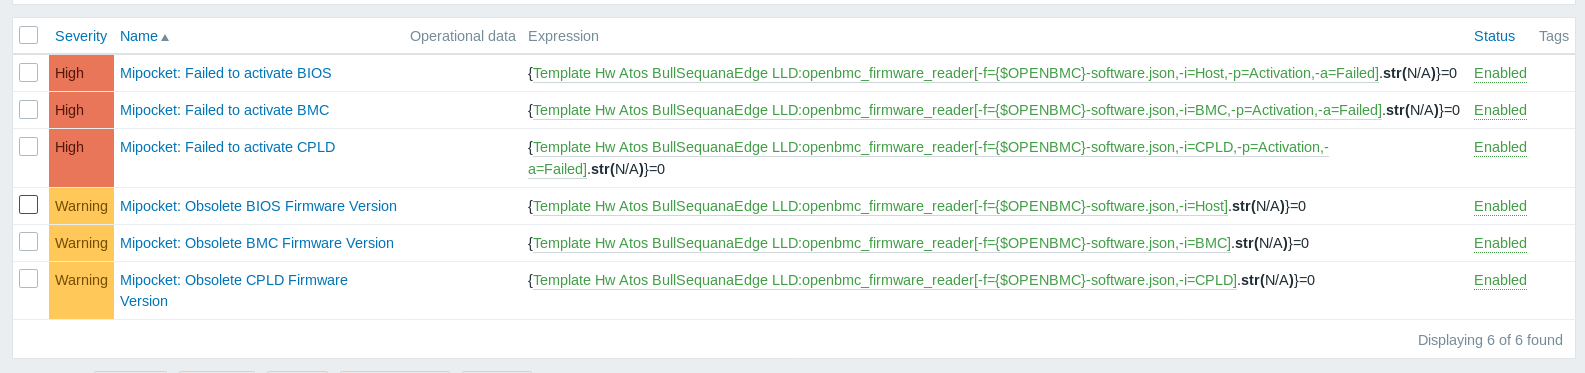 Severity Name Operational data Expression Status Tags
High Mipocket: Failed to activate BIOS {Template Hw Atos BullSequanaEdge LLD:openbmc_firmware_reader[-f={$OPENBMC}-software.json,-i=Host,-p=Activation,-a=Failed].str(N/A)}=0 Enabled
High Mipocket: Failed to activate BMC {Template Hw Atos BullSequanaEdge LLD:openbmc_firmware_reader[-f={$OPENBMC}-software.json,-i=BMC,-p=Activation,-a=Failed].str(N/A)}=0 Enabled
High Mipocket: Failed to activate CPLD {Template Hw Atos BullSequanaEdge LLD:openbmc_firmware_reader[-f={$OPENBMC}-software.json,-i=CPLD,-p=Activation,- Enabled
a=Failed].str(N/A)}=0
Warning Mipocket: Obsolete BIOS Firmware Version {Template Hw Atos BullSequanaEdge LLD:openbmc_firmware_reader[-f={$OPENBMC}-software.json,-i=Host].str(N/A)}=0 Enabled
Warning Mipocket: Obsolete BMC Firmware Version {Template Hw Atos BullSequanaEdge LLD:openbmc_firmware_reader[-f={$OPENBMC}-software.json,-i=BMC].str(N/A)}=0 Enabled
Warning Mipocket: Obsolete CPLD Firmware {Template Hw Atos BullSequanaEdge LLD:openbmc_firmware_reader[-f={$OPENBMC}-software.json,-i=CPLD].str(N/A)}=0 Enabled
Version
Displaying 6 of 6 found